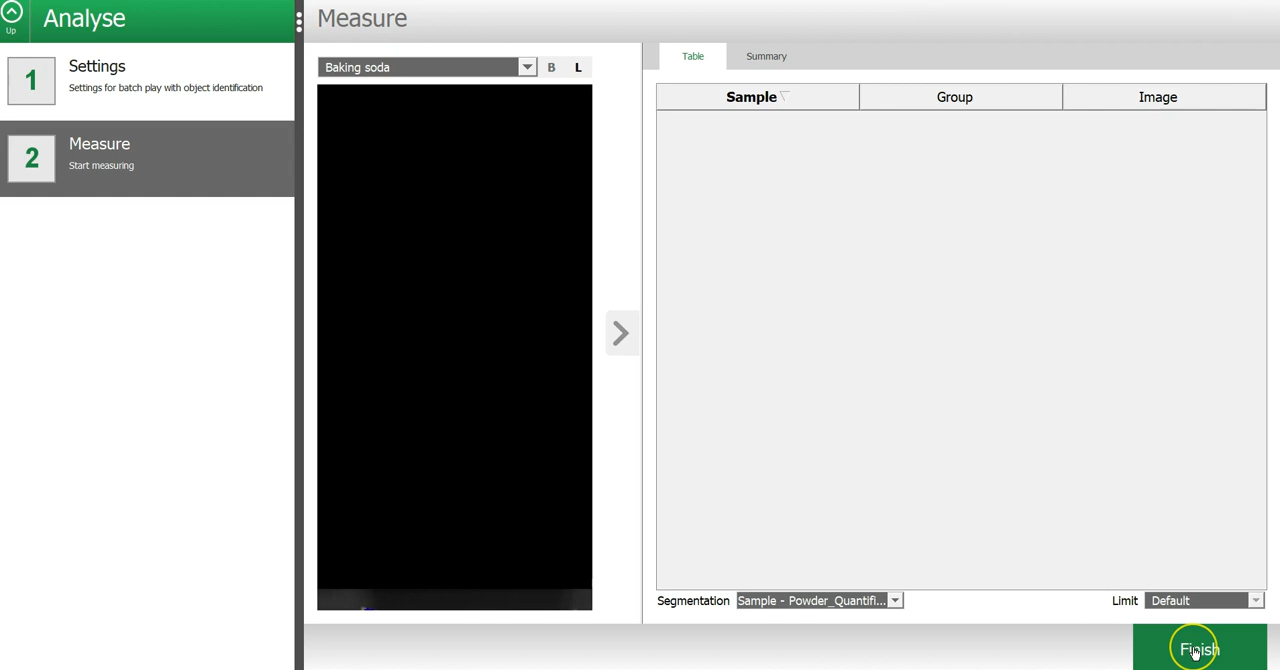 Up
Analyse
1
Settings
Settings for batch play with object identification
2
Measure
Start measuring
Measure
Baking soda
B L
Table Summary
Sample Group Image
Segmentation Sample - Powder_Quantifi... Limit Default
Finish